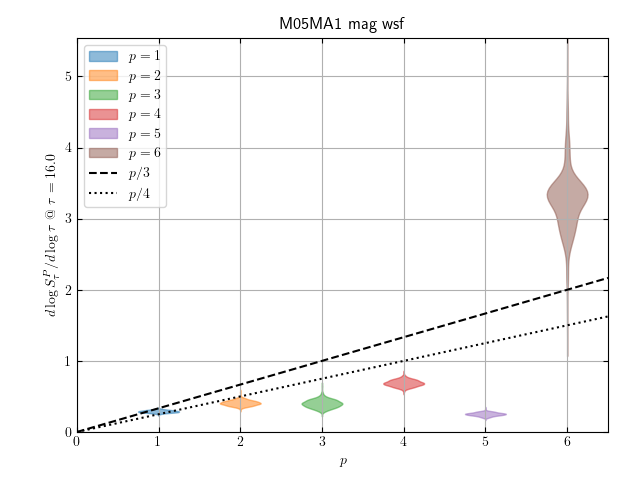 M05MA1 mag wsf
p = 1
p = 2
p = 3
p = 4
p = 5
p = 6
p/3
p/4
d log S_τ^P / d log τ @ τ = 16.0
5
4
3
2
1
0
0 1 2 3 4 5 6
p